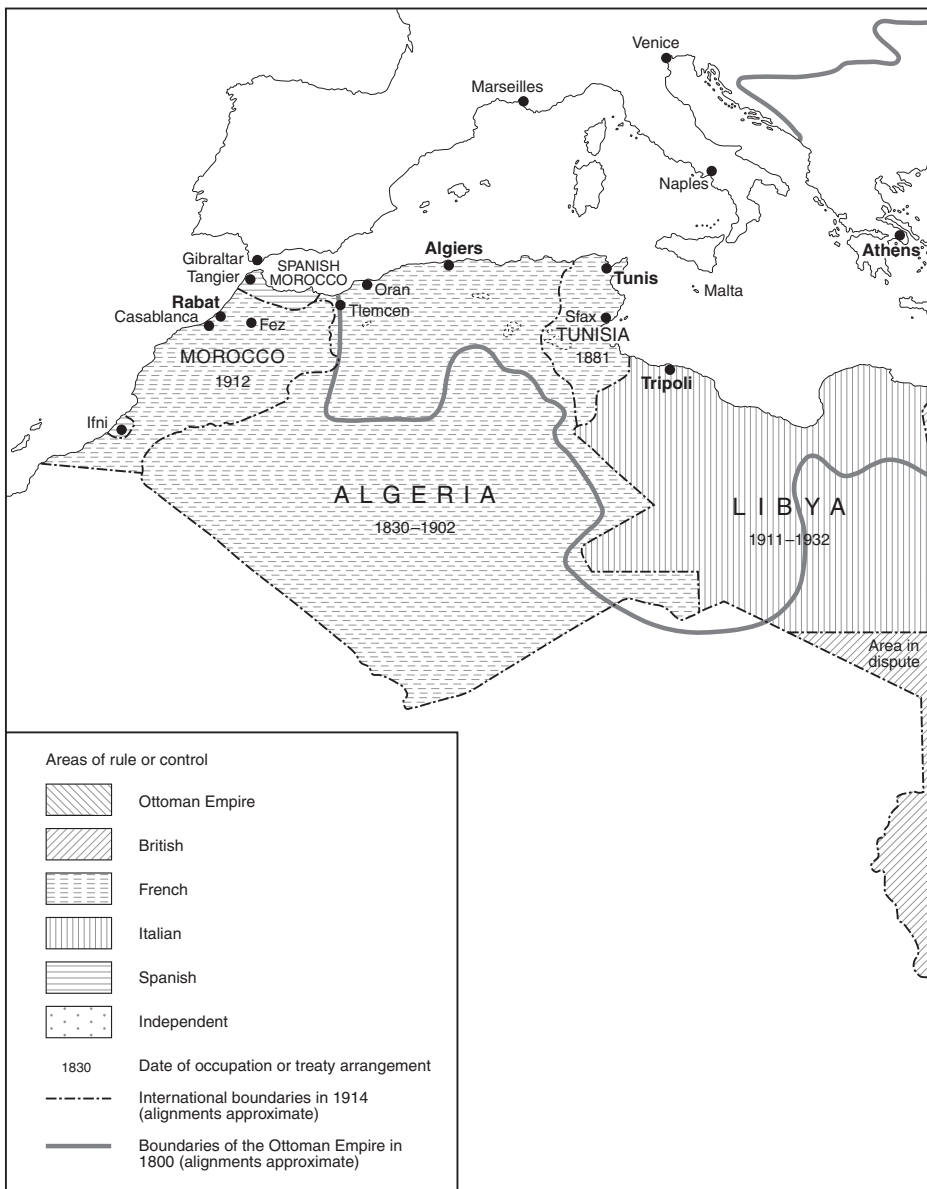 Venice
Marseilles
Naples
Athens
Gibraltar
Tangier
SPANISH
MOROCCO
Algiers
Oran
Tunis
Malta
Rabat
Casablanca
Fez
Tlemcen
Sfax
TUNISIA
1881
MOROCCO
1912
Tripoli
Ifni
ALGERIA
1830–1902
LIBYA
1911–1932
Area in
dispute
Areas of rule or control
Ottoman Empire
British
French
Italian
Spanish
Independent
1830 Date of occupation or treaty arrangement
International boundaries in 1914
(alignments approximate)
Boundaries of the Ottoman Empire in
1800 (alignments approximate)